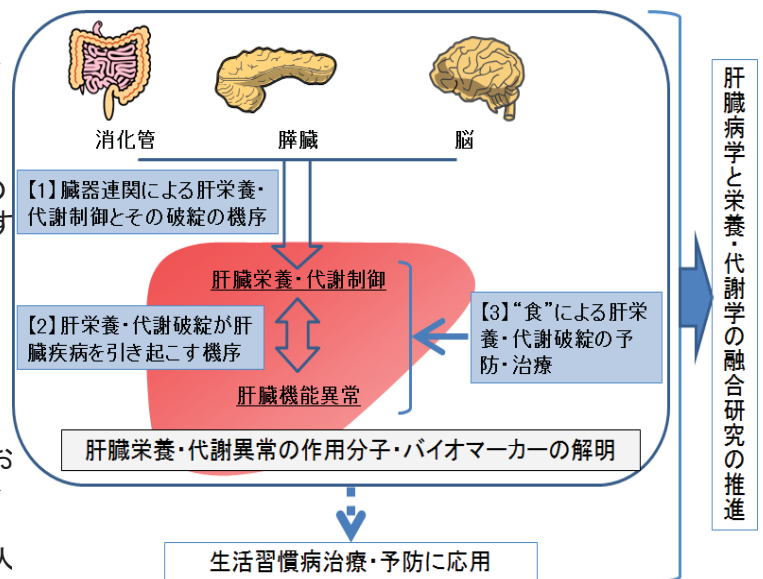 消化管
膵臓
脳
の
【1】臓器連関による肝栄養・
す
代謝制御とその破綻の機序
肝臓栄養・代謝制御
【2】肝栄養・代謝破綻が肝
臓疾病を引き起こす機序
【3】“食”による肝栄
養・代謝破綻の予
防・治療
肝臓機能異常
肝臓栄養・代謝異常の作用分子・バイオマーカーの解明
お
生活習慣病治療・予防に応用
肝臓病学と栄養・代謝学の融合研究の推進